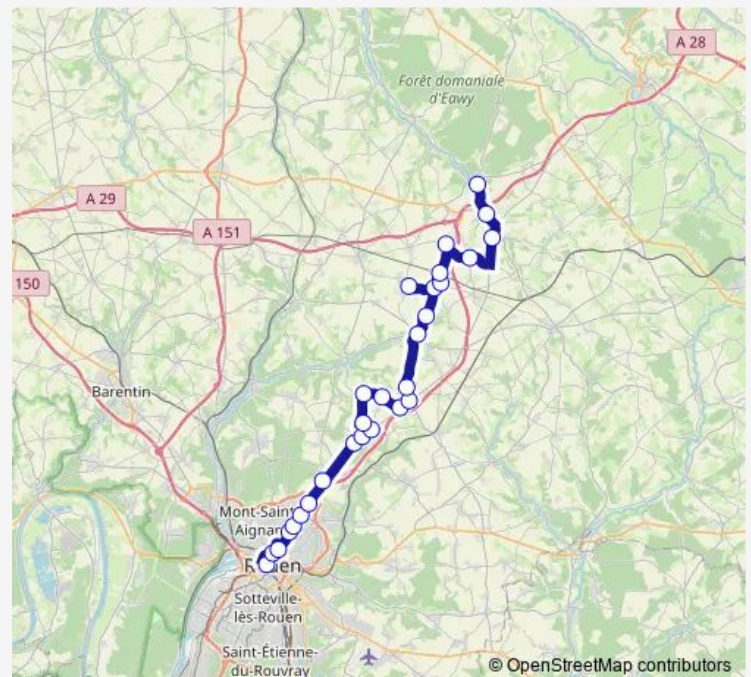 A 28
Forêt domaniale
d'Eawy
A 29
A 151
150
Barentin
Mont-Saint
Aignan
Rouen
Sotteville-
lès-Rouen
Saint-Étienne-
du-Rouvray
© OpenStreetMap contributors